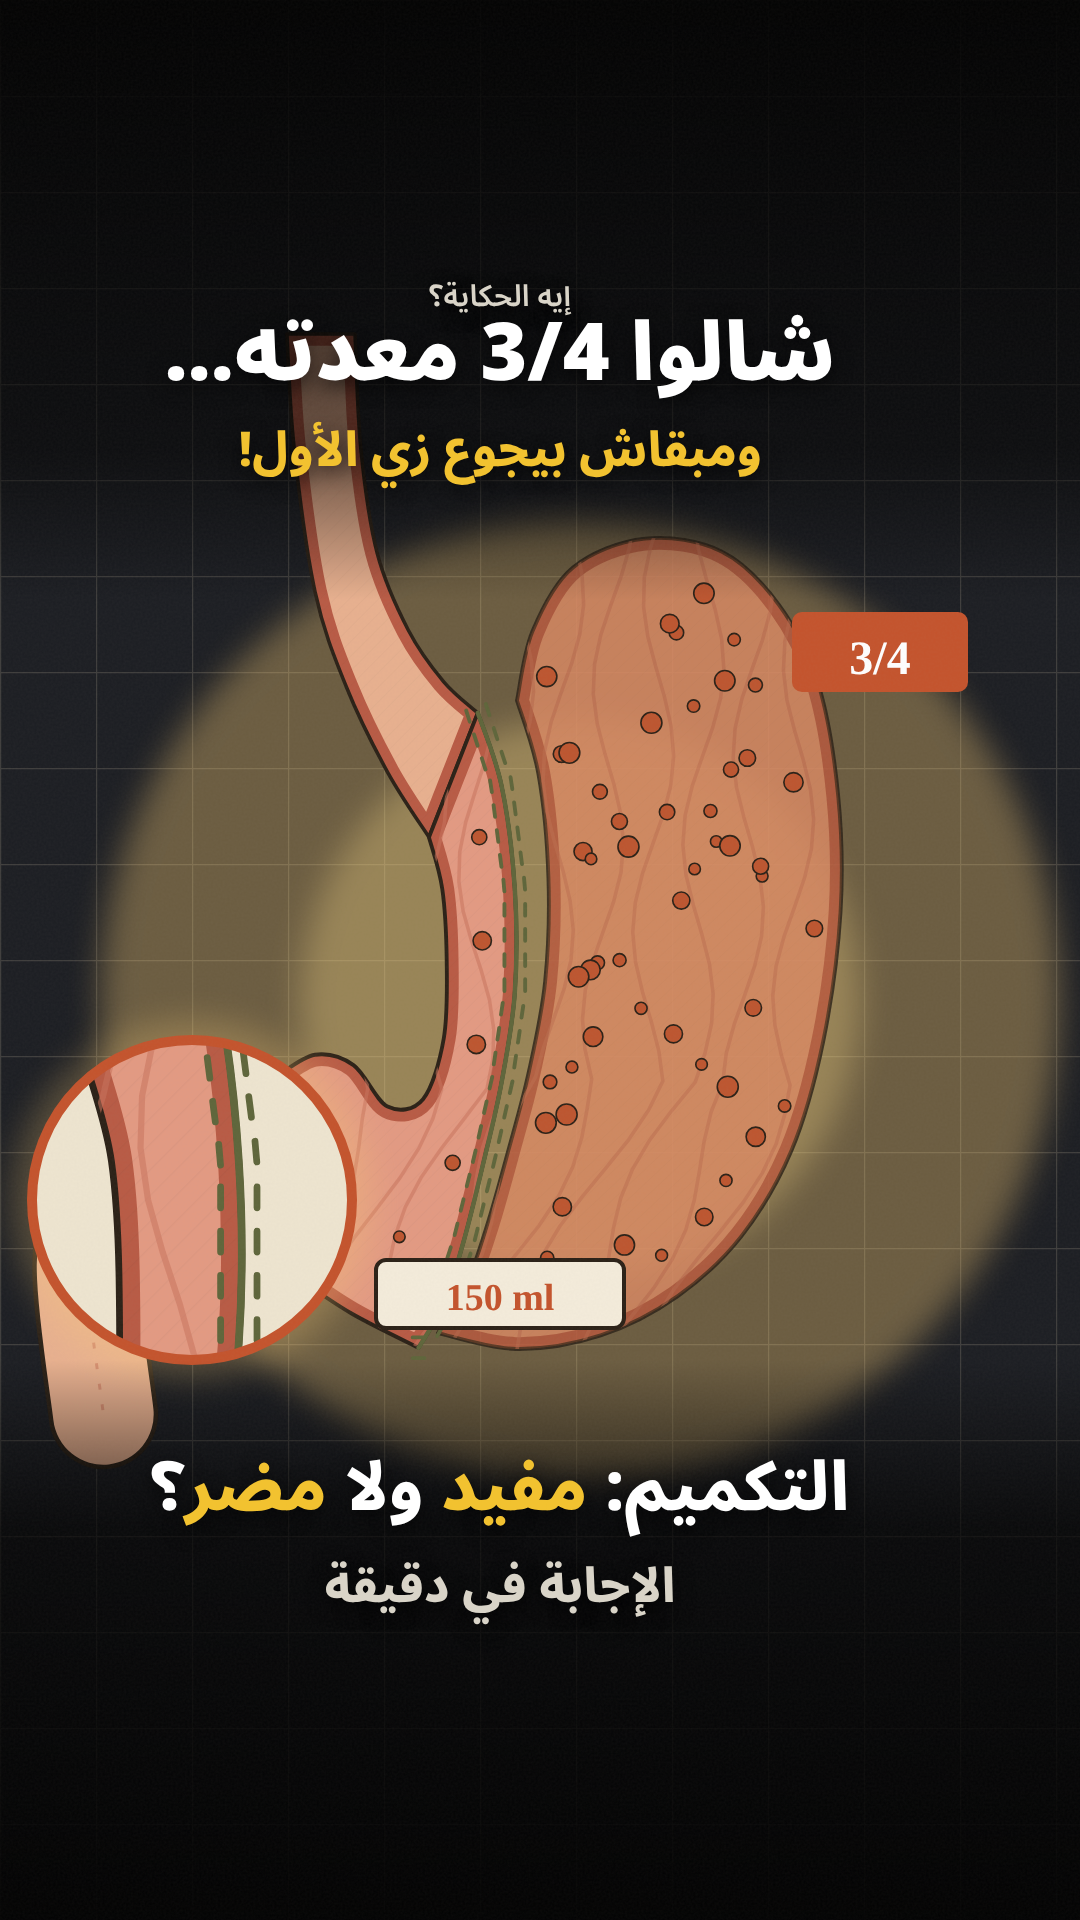 إيه الحكاية؟
شالوا 3/4 معدته...
ومبقاش بيجوع زي الأول!
3/4
150 ml
التكميم: مفيد ولا مضر؟
الإجابة في دقيقة